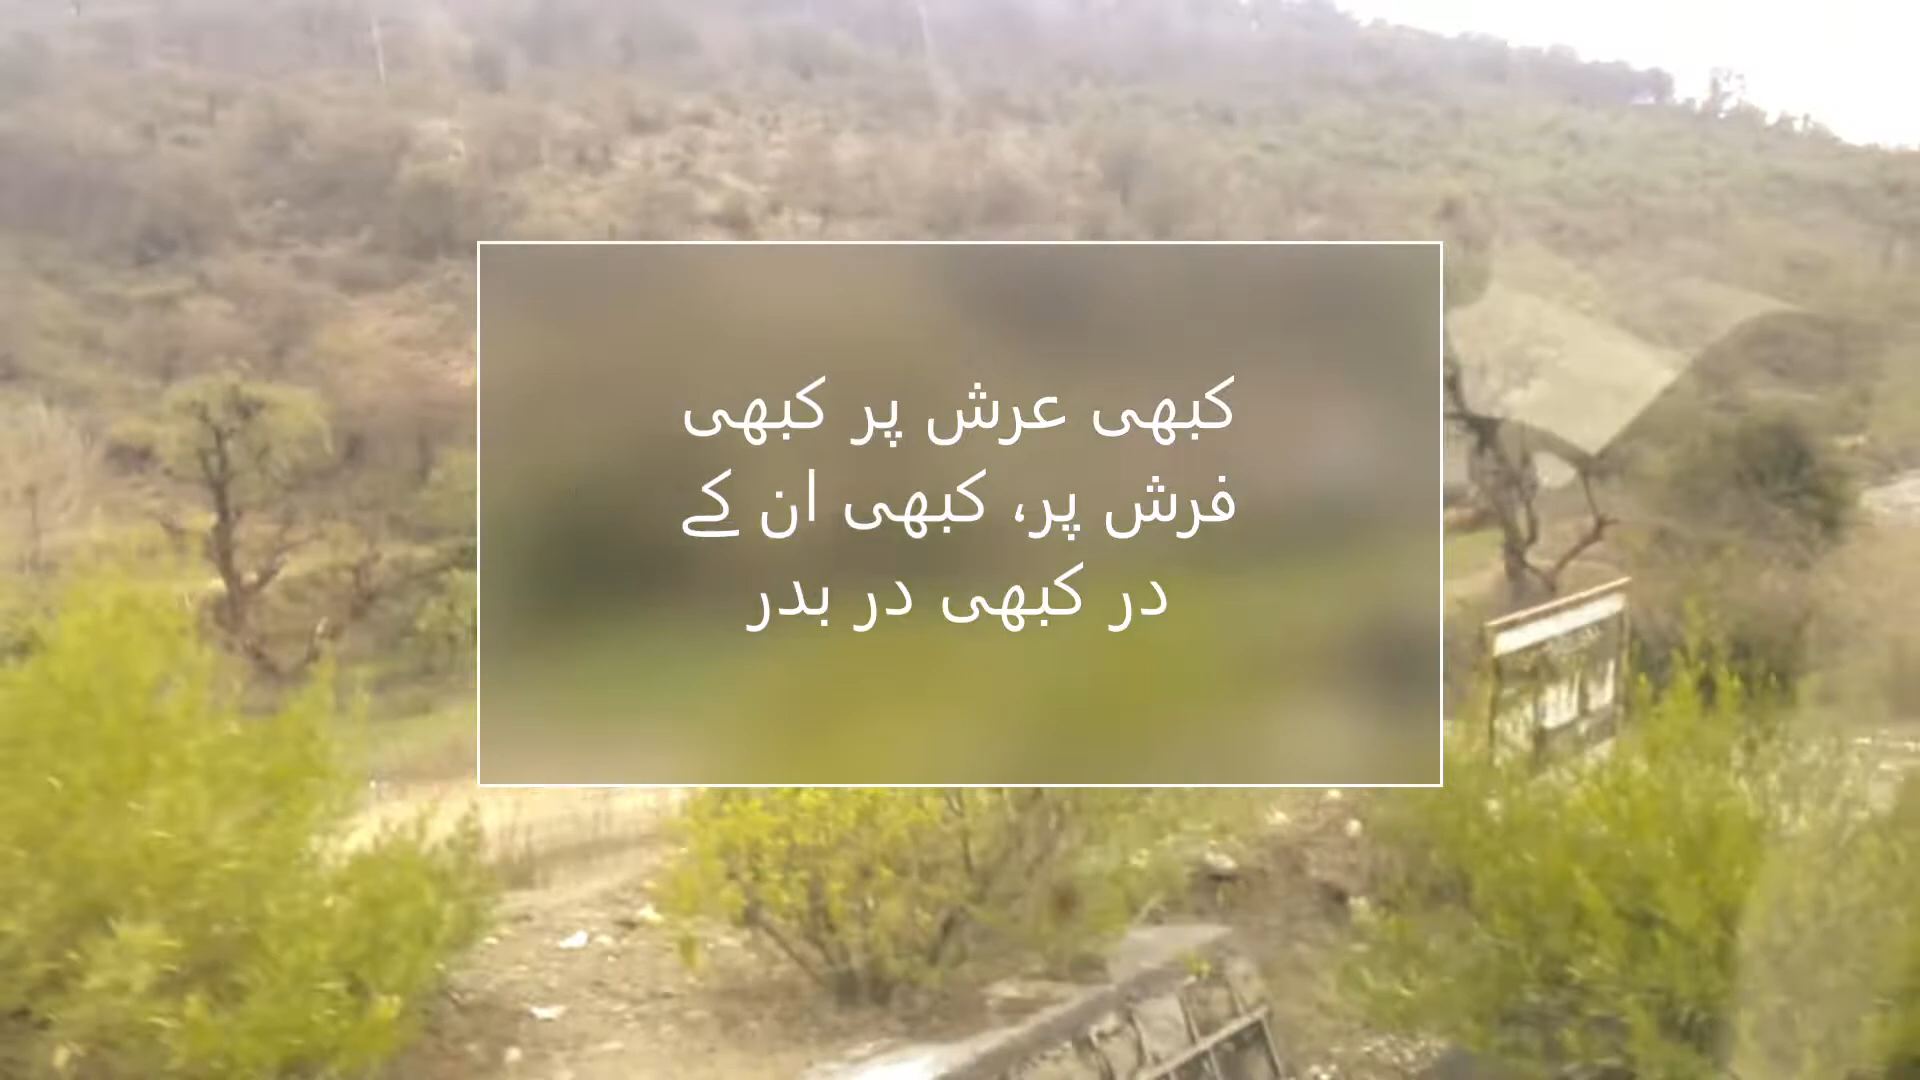 کبھی عرش پر کبھی
فرش پر، کبھی ان کے
در کبھی در بدر